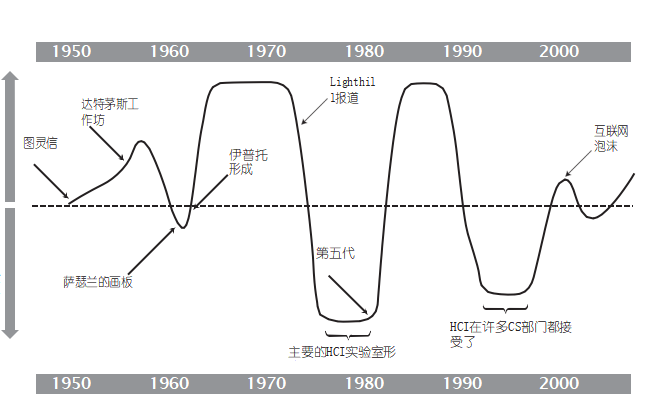 1950 1960 1970 1980 1990 2000
Lighthil
l报道
达特茅斯工
作坊
互联网
泡沫
图灵信
伊普托
形成
第五代
萨瑟兰的画板
HCI在许多CS部门都接
受了
主要的HCI实验室形
1950 1960 1970 1980 1990 2000